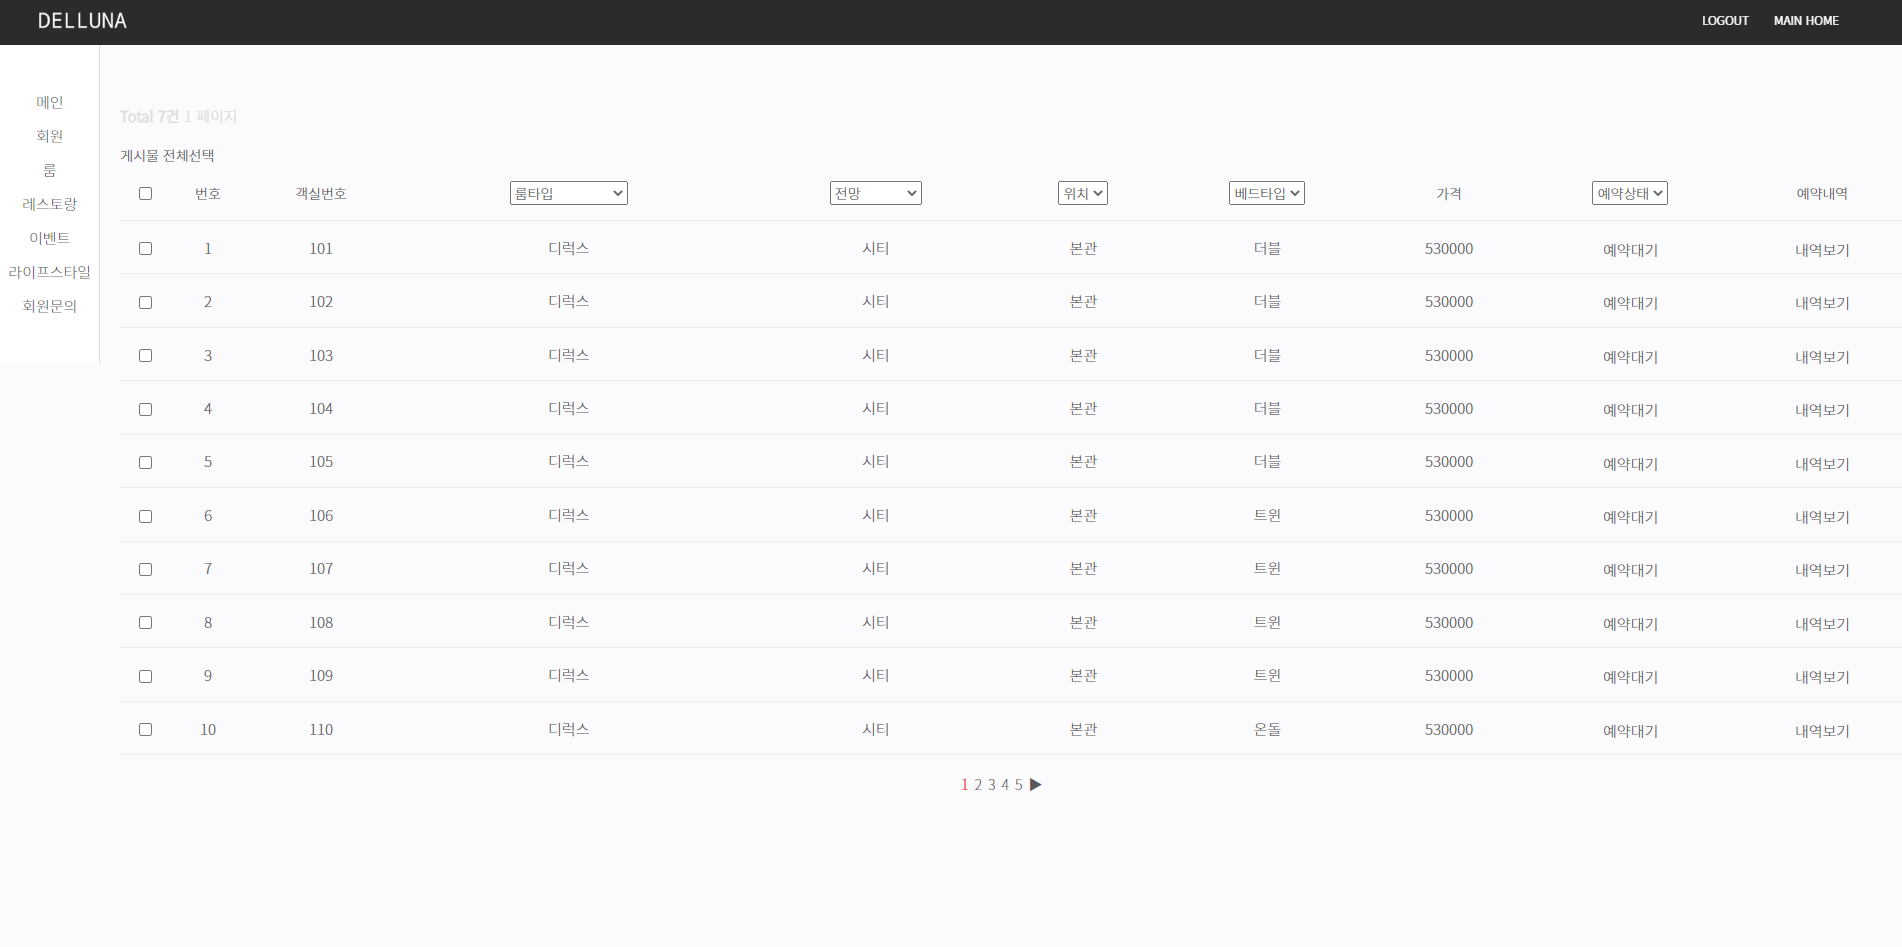 DELLUNA LOGOUT MAIN HOME
메인
회원
룸
레스토랑
이벤트
라이프스타일
회원문의
Total 7건 1 페이지
게시물 전체선택
번호 객실번호 룸타입 전망 위치 베드타입 가격 예약상태 예약내역
1 101 디럭스 시티 본관 더블 530000 예약대기 내역보기
2 102 디럭스 시티 본관 더블 530000 예약대기 내역보기
3 103 디럭스 시티 본관 더블 530000 예약대기 내역보기
4 104 디럭스 시티 본관 더블 530000 예약대기 내역보기
5 105 디럭스 시티 본관 더블 530000 예약대기 내역보기
6 106 디럭스 시티 본관 트윈 530000 예약대기 내역보기
7 107 디럭스 시티 본관 트윈 530000 예약대기 내역보기
8 108 디럭스 시티 본관 트윈 530000 예약대기 내역보기
9 109 디럭스 시티 본관 트윈 530000 예약대기 내역보기
10 110 디럭스 시티 본관 온돌 530000 예약대기 내역보기
1 2 3 4 5 ▶